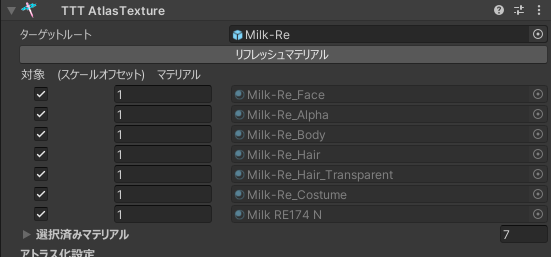 TTT AtlasTexture
ターゲットルート Milk-Re
リフレッシュマテリアル
対象 (スケールオフセット) マテリアル
1 Milk-Re_Face
1 Milk-Re_Alpha
1 Milk-Re_Body
1 Milk-Re_Hair
1 Milk-Re_Hair_Transparent
1 Milk-Re_Costume
1 Milk RE174 N
選択済みマテリアル 7
アトラス化設定